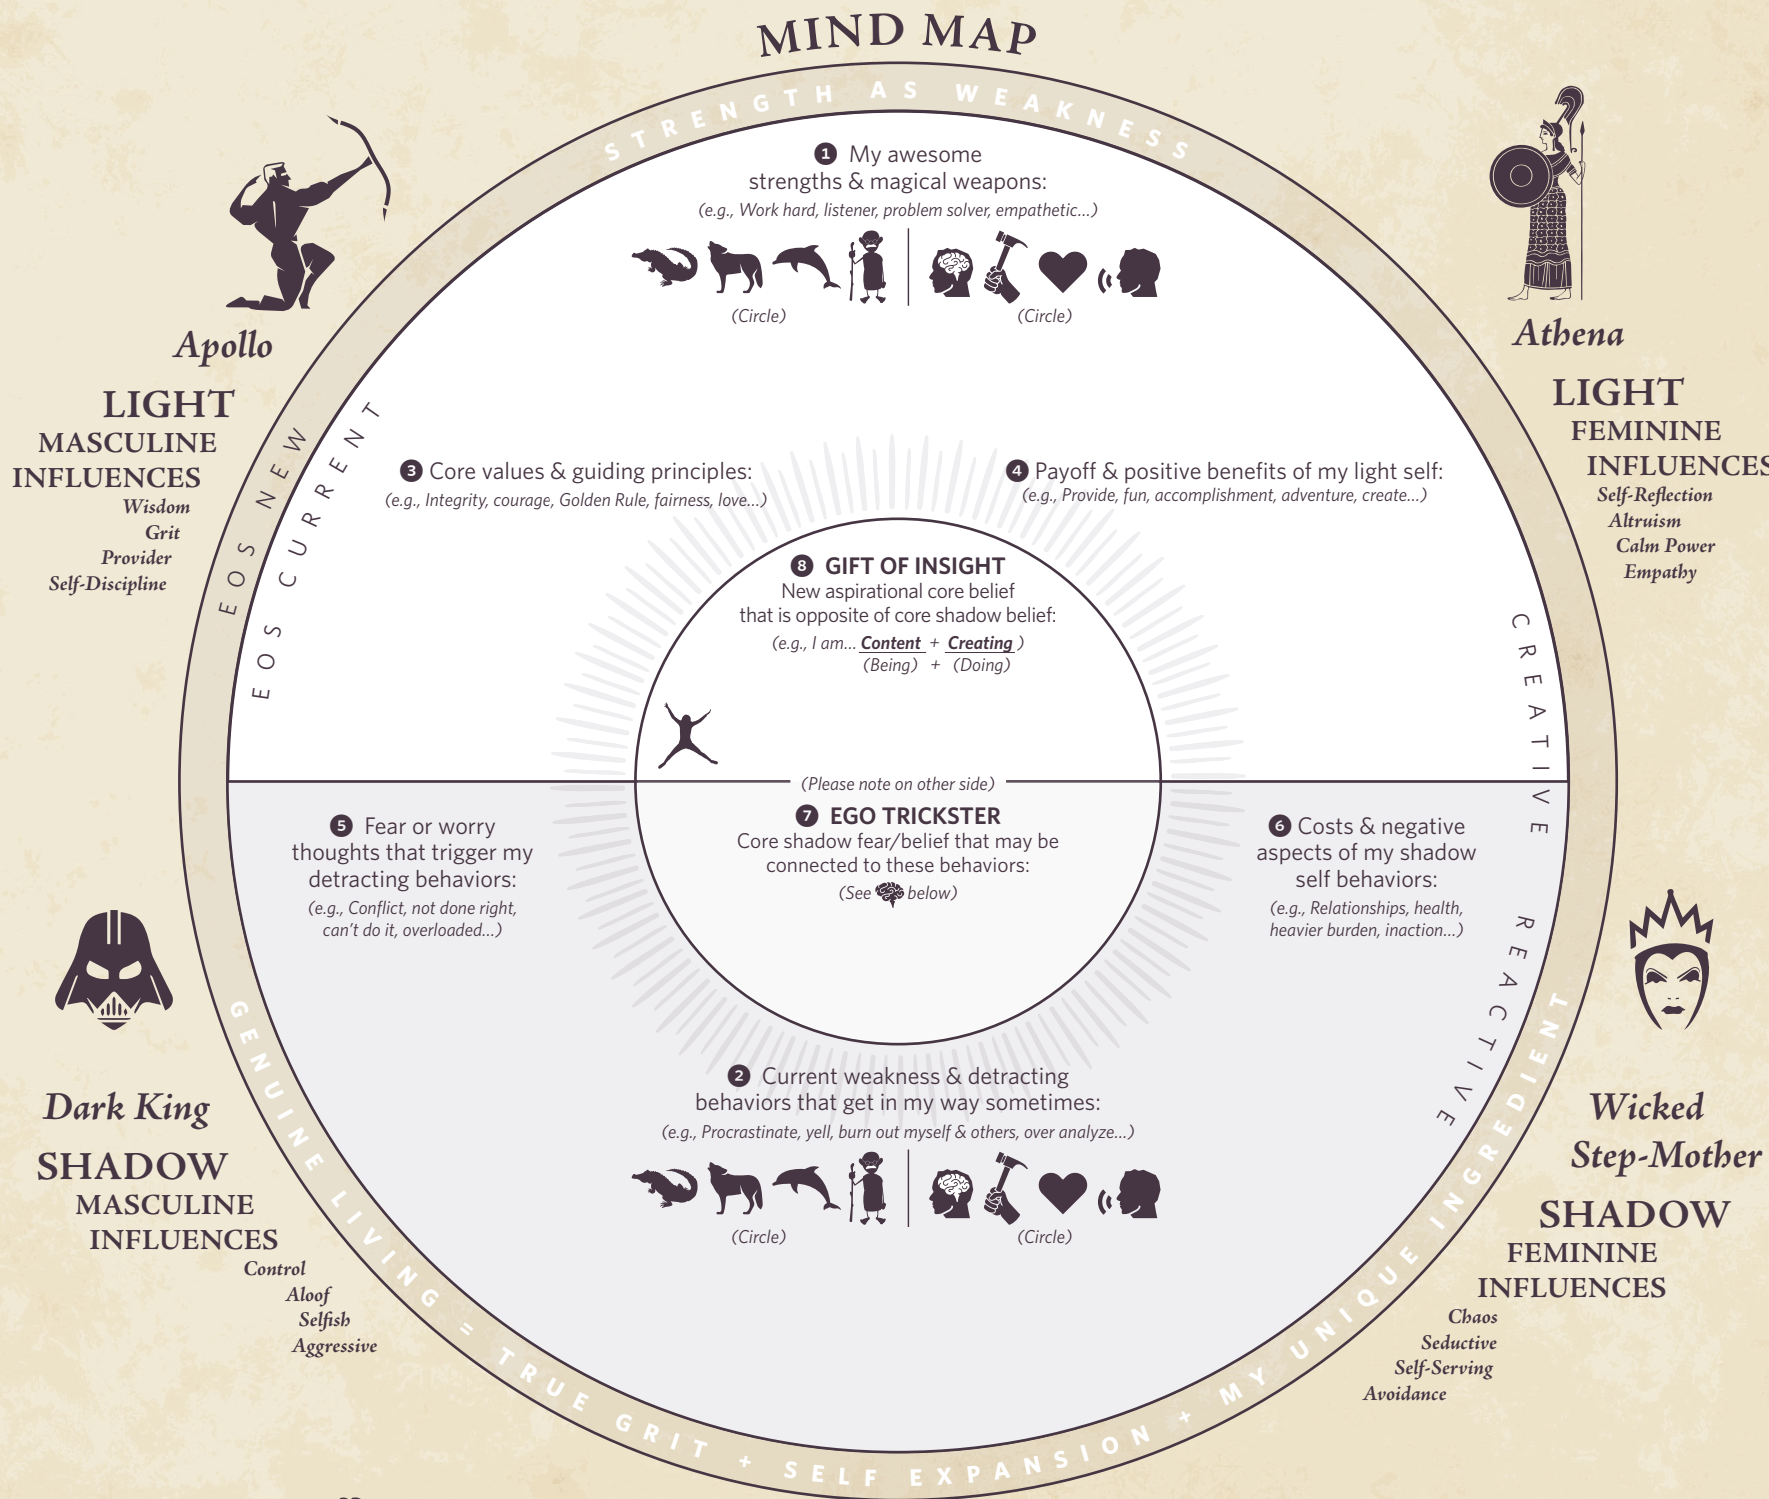 MIND MAP
STRENGTH AS WEAKNESS
1 My awesome
strengths & magical weapons:
(e.g., Work hard, listener, problem solver, empathetic...)
(Circle)
(Circle)
Apollo
LIGHT
MASCULINE
INFLUENCES
Wisdom
Grit
Provider
Self-Discipline
Athena
LIGHT
FEMININE
INFLUENCES
Self-Reflection
Altruism
Calm Power
Empathy
EOS NEW
EOS CURRENT
3 Core values & guiding principles:
(e.g., Integrity, courage, Golden Rule, fairness, love...)
4 Payoff & positive benefits of my light self:
(e.g., Provide, fun, accomplishment, adventure, create...)
8 GIFT OF INSIGHT
New aspirational core belief
that is opposite of core shadow belief:
(e.g., I am... Content + Creating )
(Being) + (Doing)
CREATIVE
(Please note on other side)
7 EGO TRICKSTER
Core shadow fear/belief that may be
connected to these behaviors:
(See below)
5 Fear or worry
thoughts that trigger my
detracting behaviors:
(e.g., Conflict, not done right,
can't do it, overloaded...)
6 Costs & negative
aspects of my shadow
self behaviors:
(e.g., Relationships, health,
heavier burden, inaction...)
REACTIVE
2 Current weakness & detracting
behaviors that get in my way sometimes:
(e.g., Procrastinate, yell, burn out myself & others, over analyze...)
(Circle)
(Circle)
Dark King
SHADOW
MASCULINE
INFLUENCES
Control
Aloof
Selfish
Aggressive
Wicked
Step-Mother
SHADOW
FEMININE
INFLUENCES
Chaos
Seductive
Self-Serving
Avoidance
GENUINE LIVING = TRUE GRIT + SELF EXPANSION + MY UNIQUE INGREDIENT